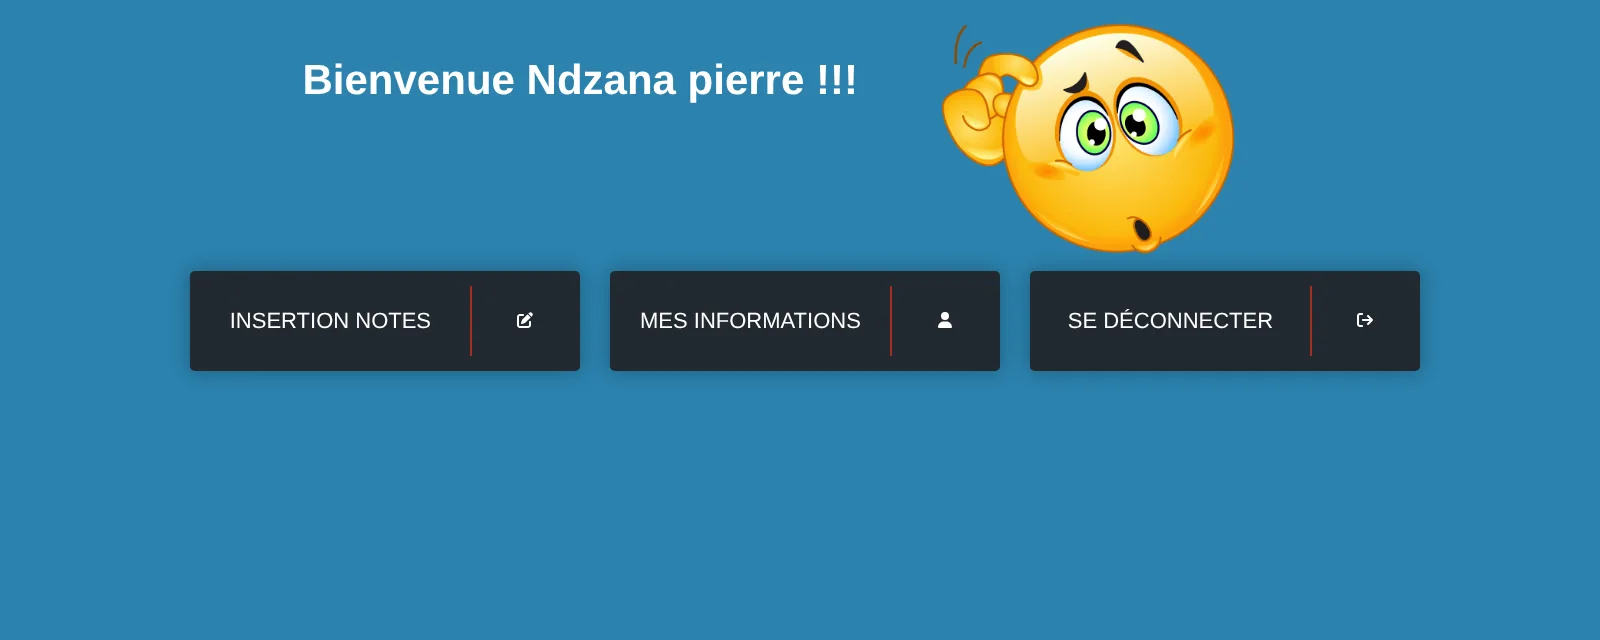 Bienvenue Ndzana pierre !!!
INSERTION NOTES
MES INFORMATIONS
SE DÉCONNECTER